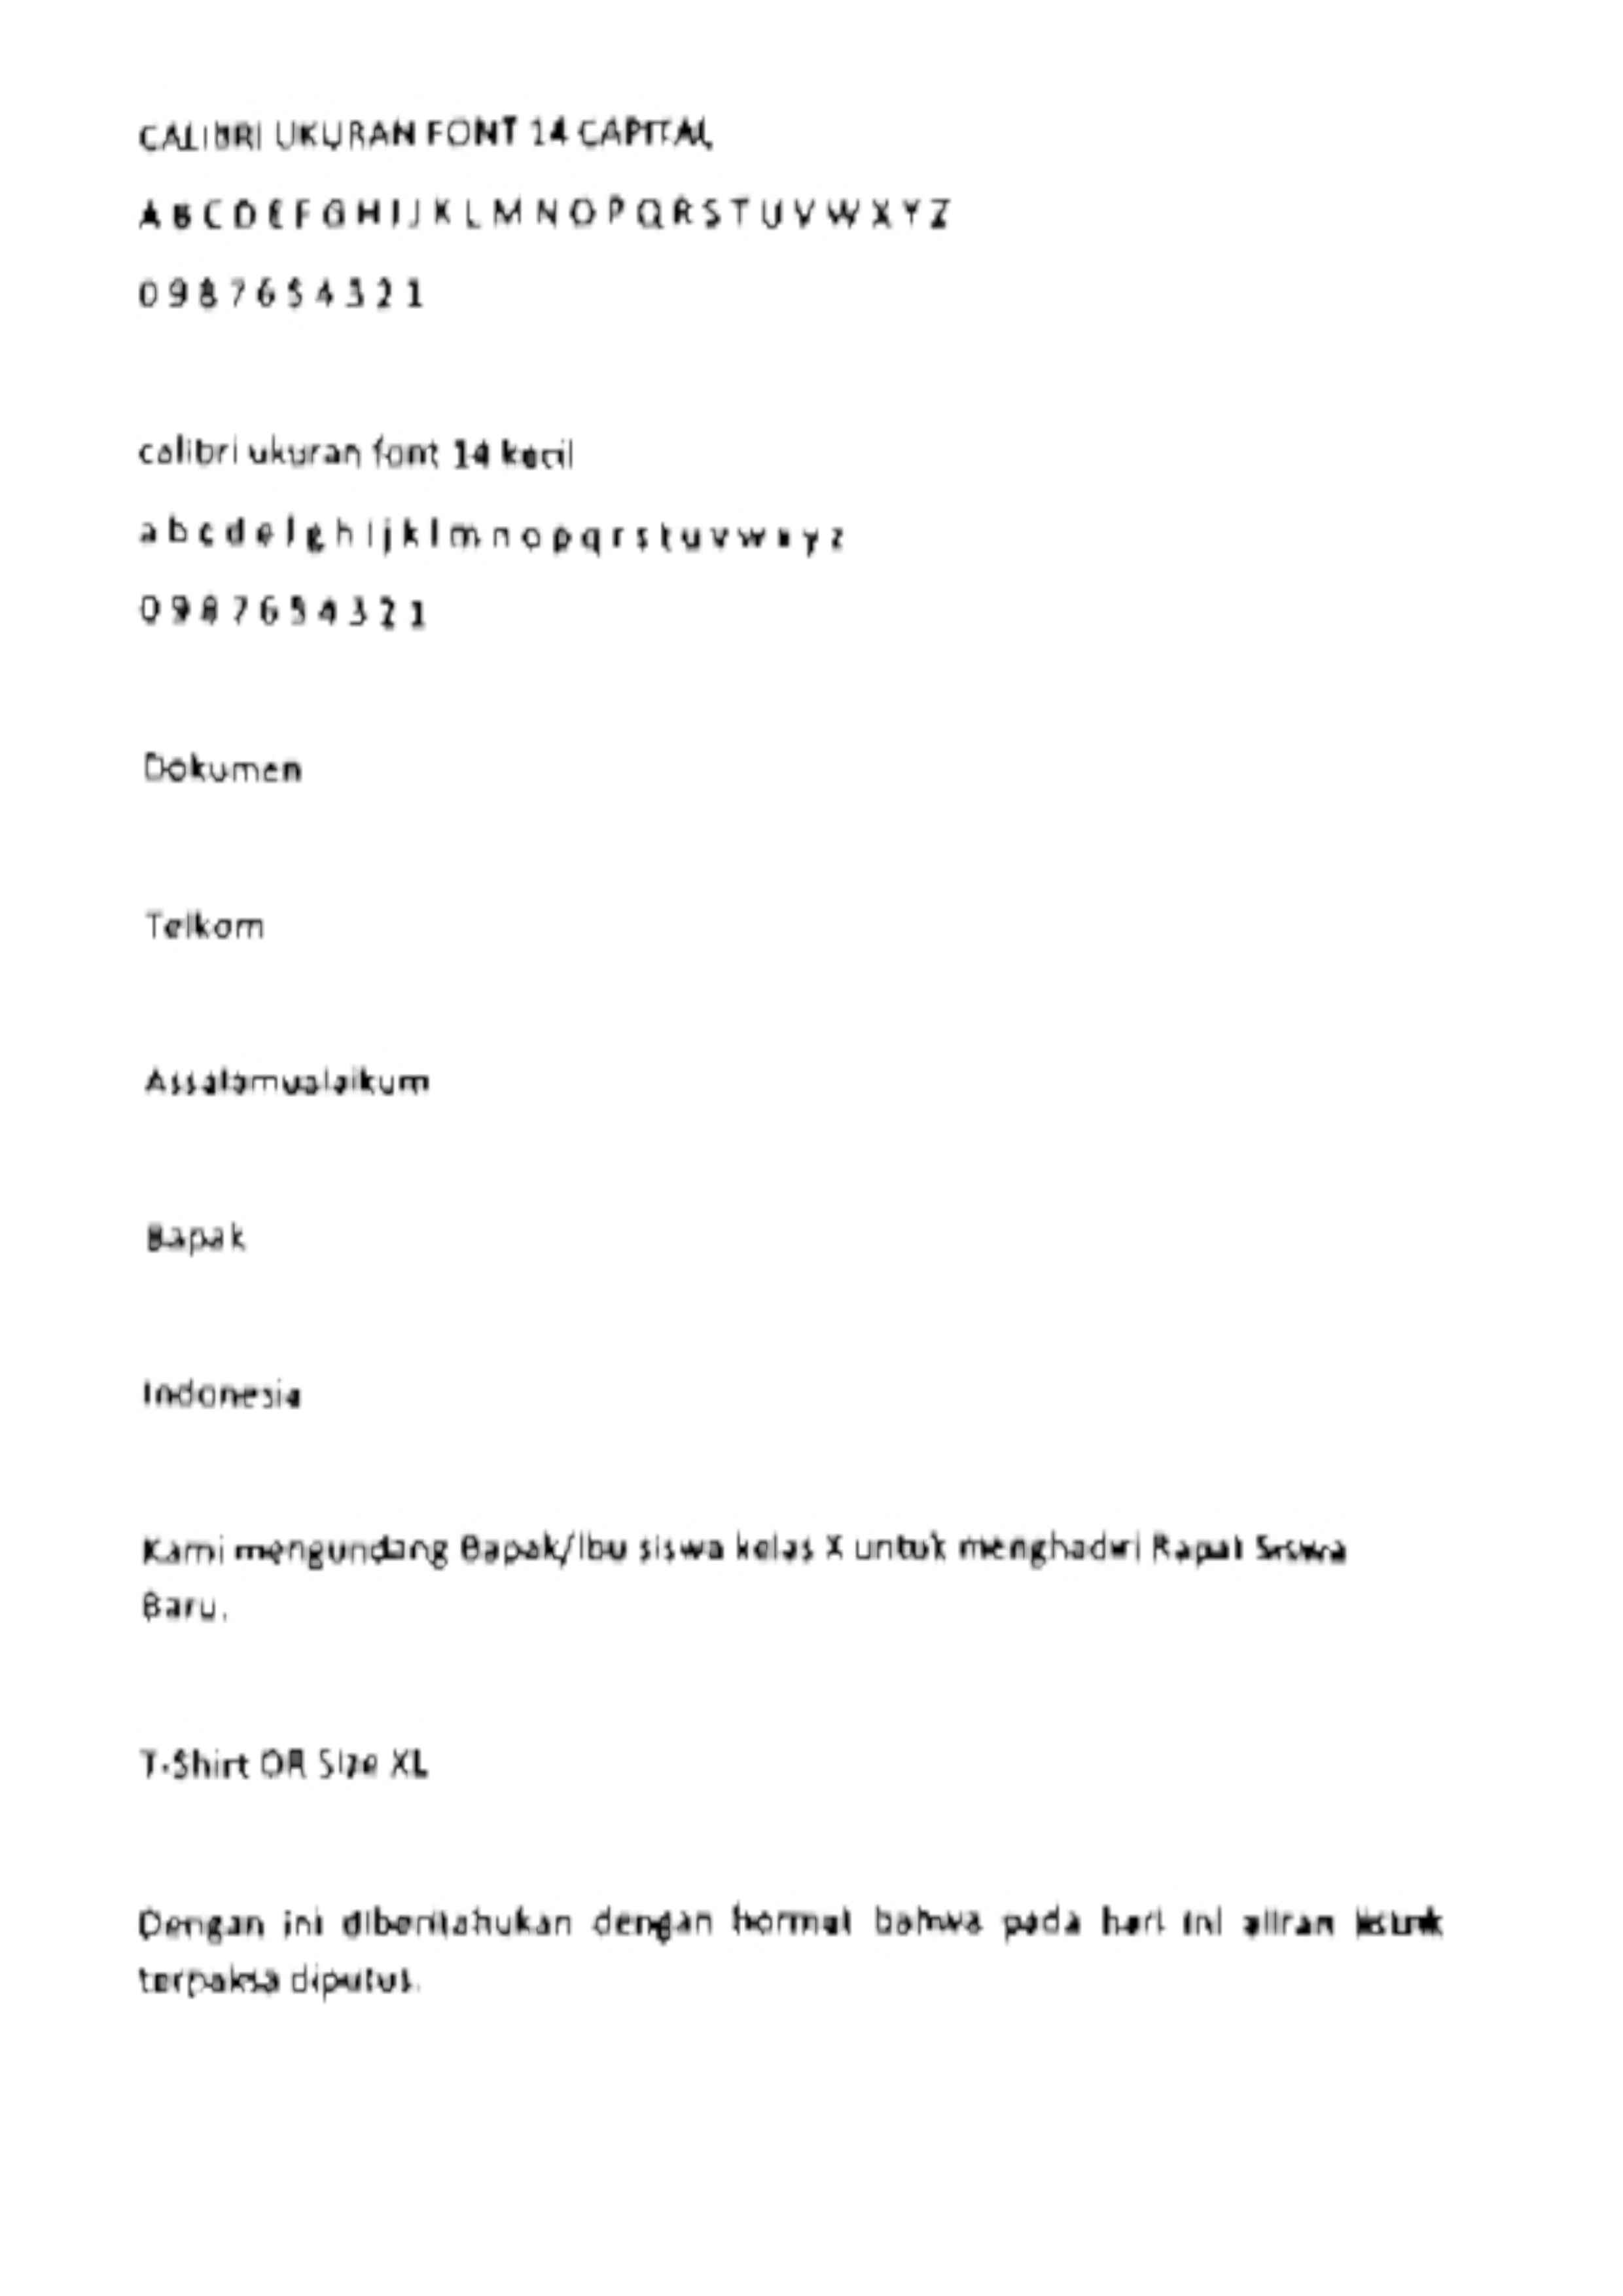 CALIBRI UKURAN FONT 14 CAPITAL
A B C D E F G H I J K L M N O P Q R S T U V W X Y Z
0 9 8 7 6 5 4 3 2 1
calibri ukuran font 14 kecil
a b c d e f g h i j k l m n o p q r s t u v w x y z
0 9 8 7 6 5 4 3 2 1
Dokumen
Telkom
Assalamualaikum
Bapak
Indonesia
Kami mengundang Bapak/Ibu siswa kelas X untuk menghadiri Rapat Siswa
Baru.
T-Shirt OR Size XL
Dengan ini diberitahukan dengan hormat bahwa pada hari ini aliran listrik
terpaksa diputus.